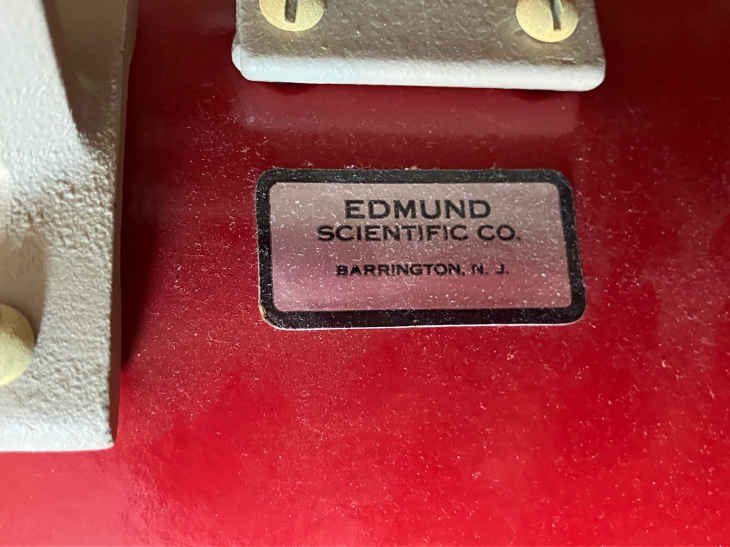 EDMUND
SCIENTIFIC CO.
BARRINGTON, N. J.